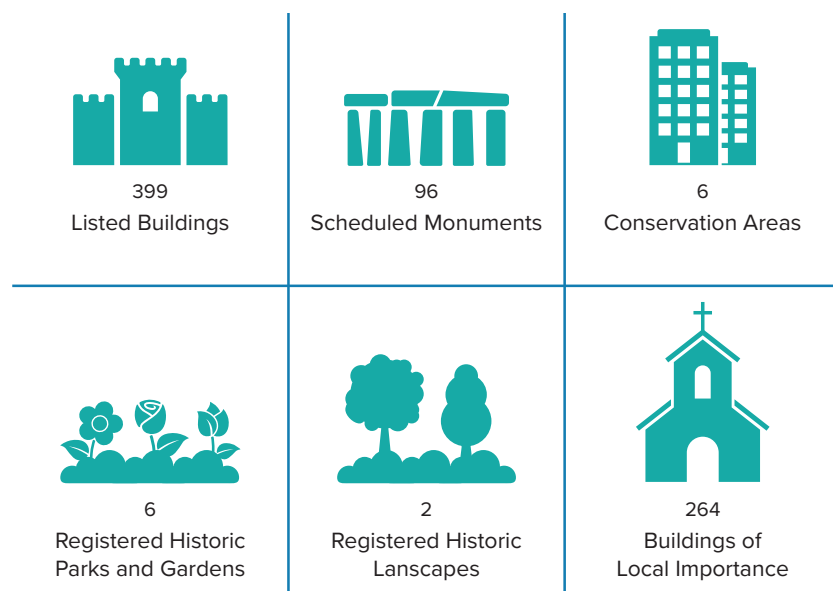 399
Listed Buildings
96
Scheduled Monuments
6
Conservation Areas
6
Registered Historic
Parks and Gardens
2
Registered Historic
Lanscapes
264
Buildings of
Local Importance